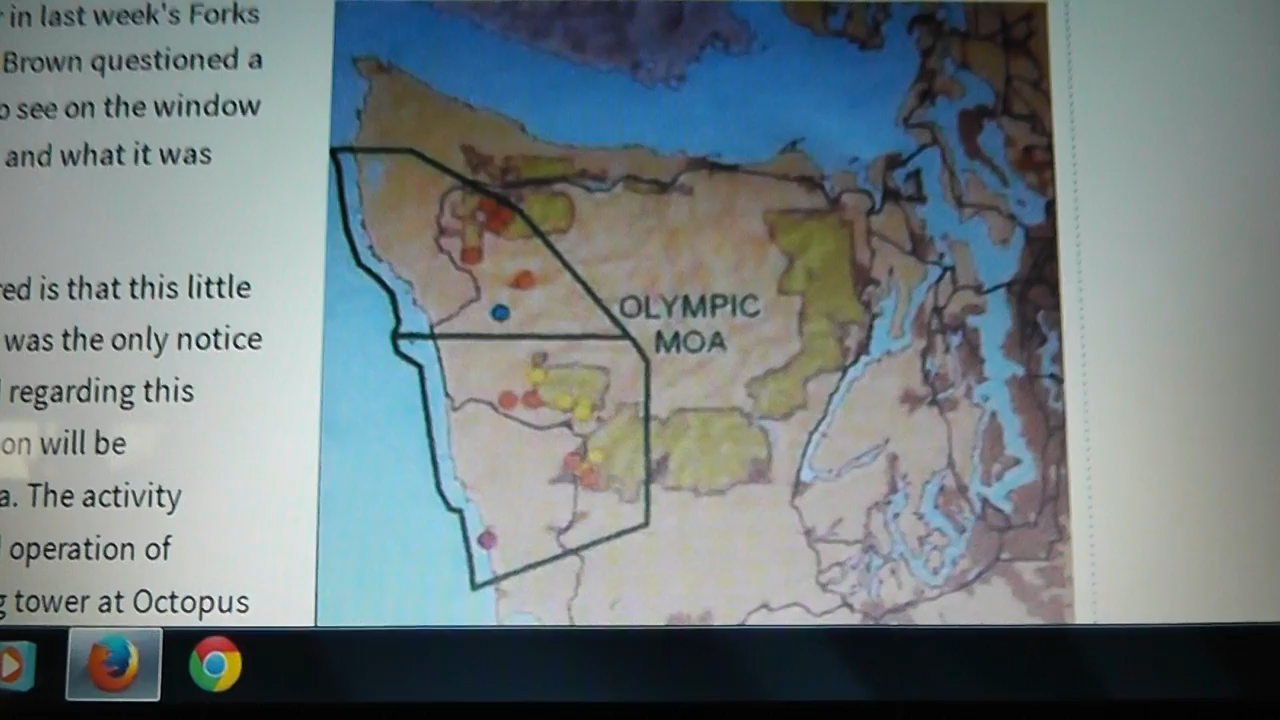 in last week's Forks
Brown questioned a
see on the window
and what it was
red is that this little
was the only notice
regarding this
on will be
a. The activity
operation of
tower at Octopus
OLYMPIC
MOA